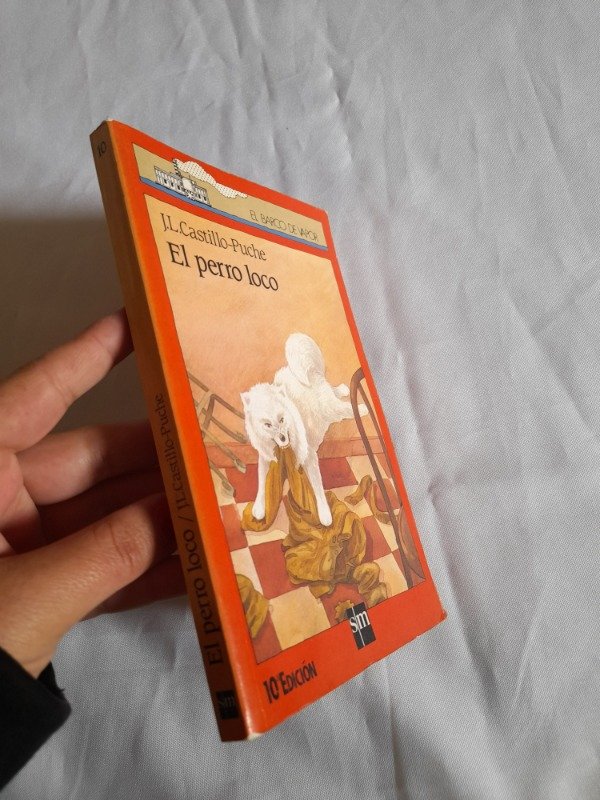 EL BARCO DE VAPOR
J.L.Castillo-Puche
El perro loco
sm
10ª EDICIÓN
10
El perro loco / J.L.Castillo-Puche
sm